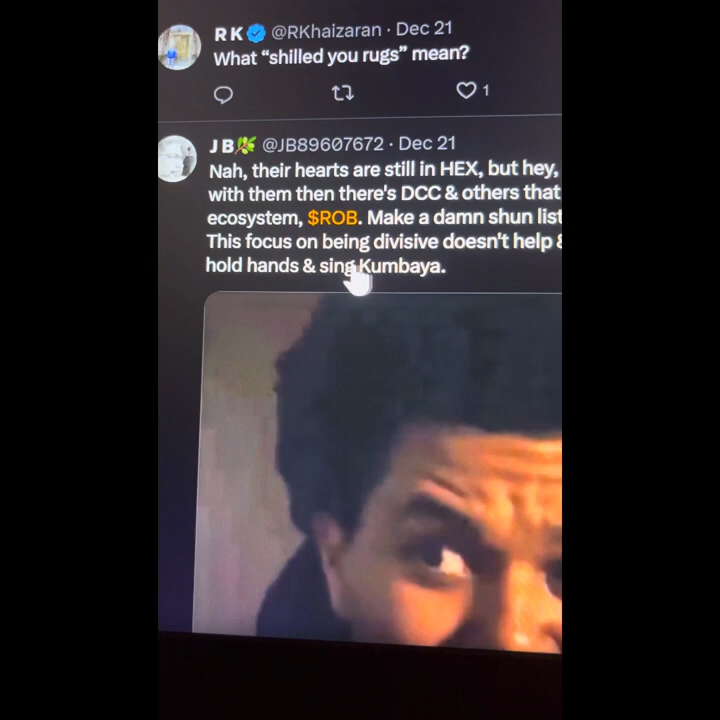 R K @RKhaizaran · Dec 21
What “shilled you rugs” mean?
1
J B @JB89607672 · Dec 21
Nah, their hearts are still in HEX, but hey,
with them then there's DCC & others that
ecosystem, $ROB. Make a damn shun list
This focus on being divisive doesn't help &
hold hands & sing Kumbaya.